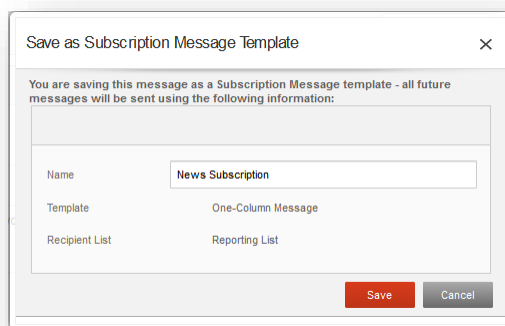 Save as Subscription Message Template
You are saving this message as a Subscription Message template - all future
messages will be sent using the following information:
Name News Subscription
Template One-Column Message
Recipient List Reporting List
Save Cancel